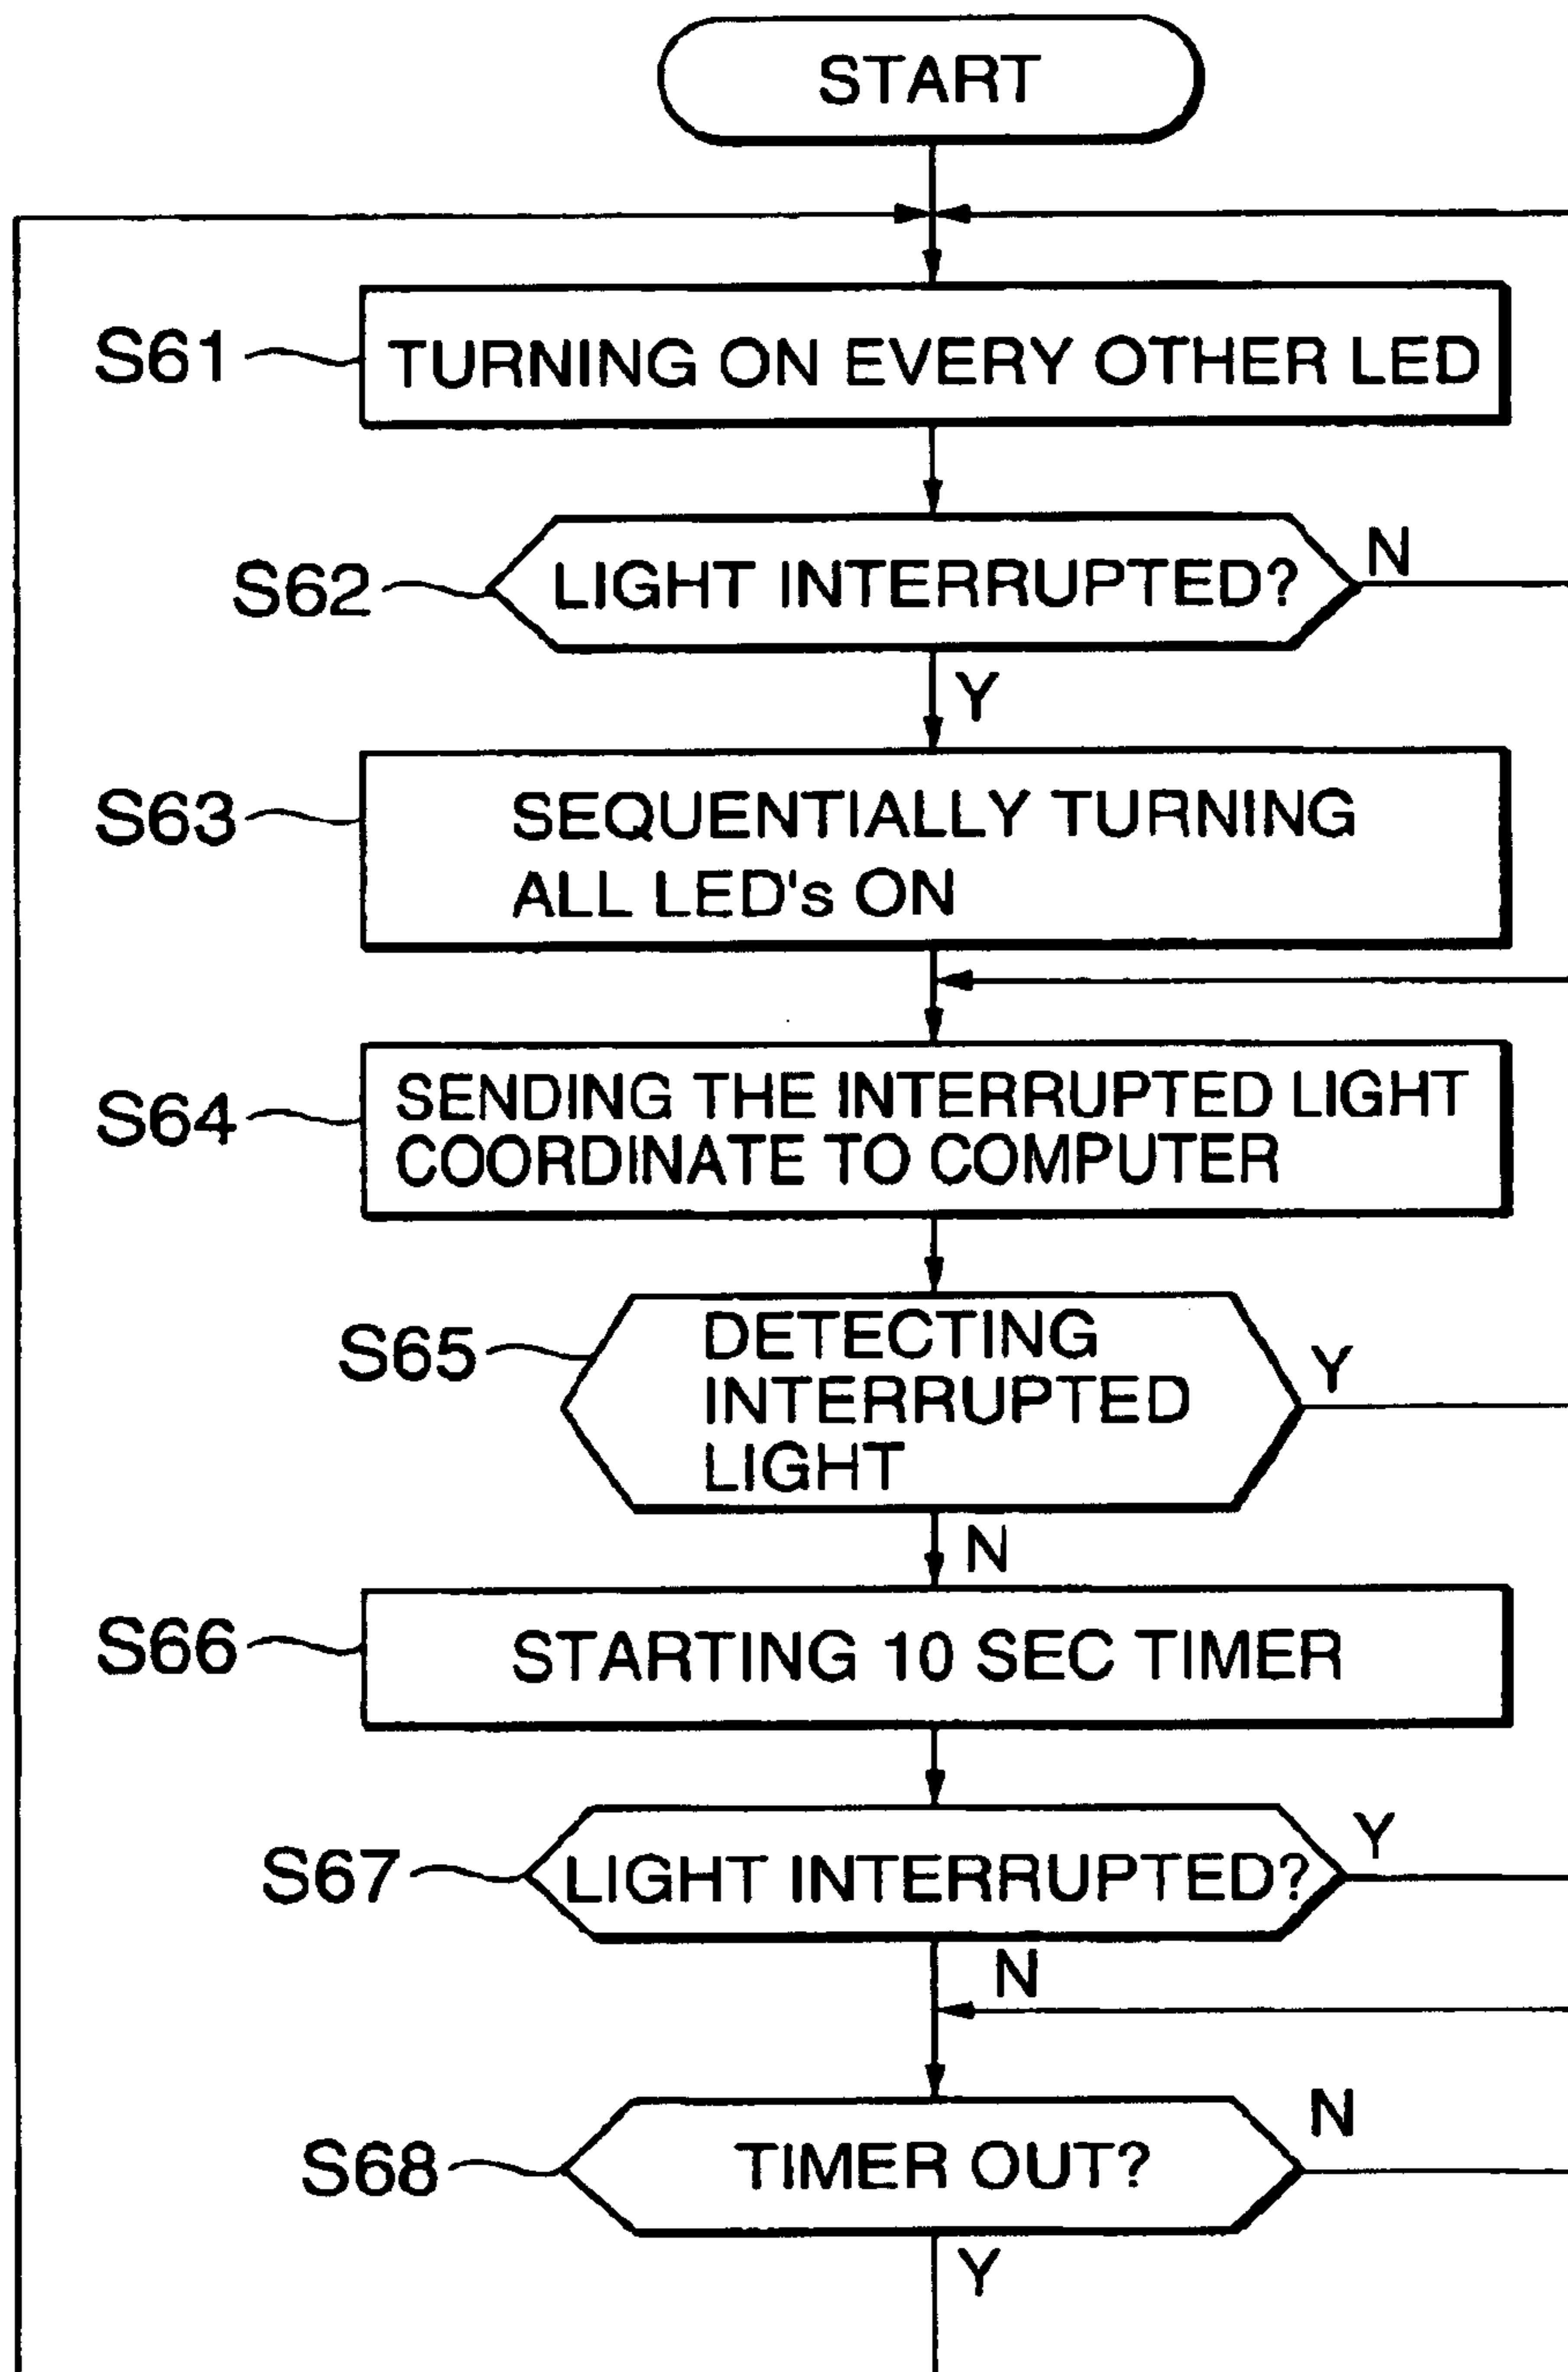 START
S61
TURNING ON EVERY OTHER LED
S62
LIGHT INTERRUPTED?
N
Y
S63
SEQUENTIALLY TURNING
ALL LED's ON
S64
SENDING THE INTERRUPTED LIGHT
COORDINATE TO COMPUTER
S65
DETECTING
INTERRUPTED
LIGHT
Y
N
S66
STARTING 10 SEC TIMER
S67
LIGHT INTERRUPTED?
Y
N
S68
TIMER OUT?
N
Y